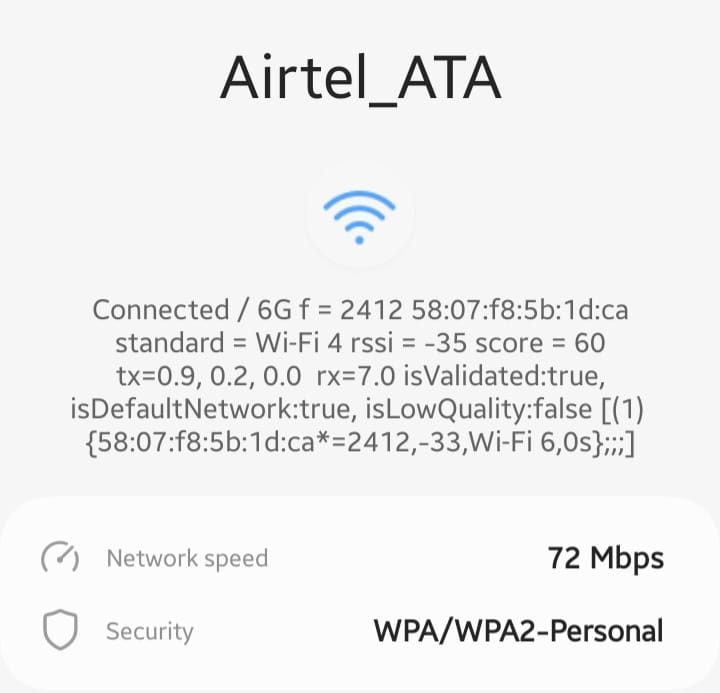 Airtel_ATA
Connected / 6G f = 2412 58:07:f8:5b:1d:ca
standard = Wi-Fi 4 rssi = -35 score = 60
tx=0.9, 0.2, 0.0  rx=7.0 isValidated:true,
isDefaultNetwork:true, isLowQuality:false [(1)
{58:07:f8:5b:1d:ca*=2412,-33,Wi-Fi 6,0s};;;]
Network speed 72 Mbps
Security WPA/WPA2-Personal